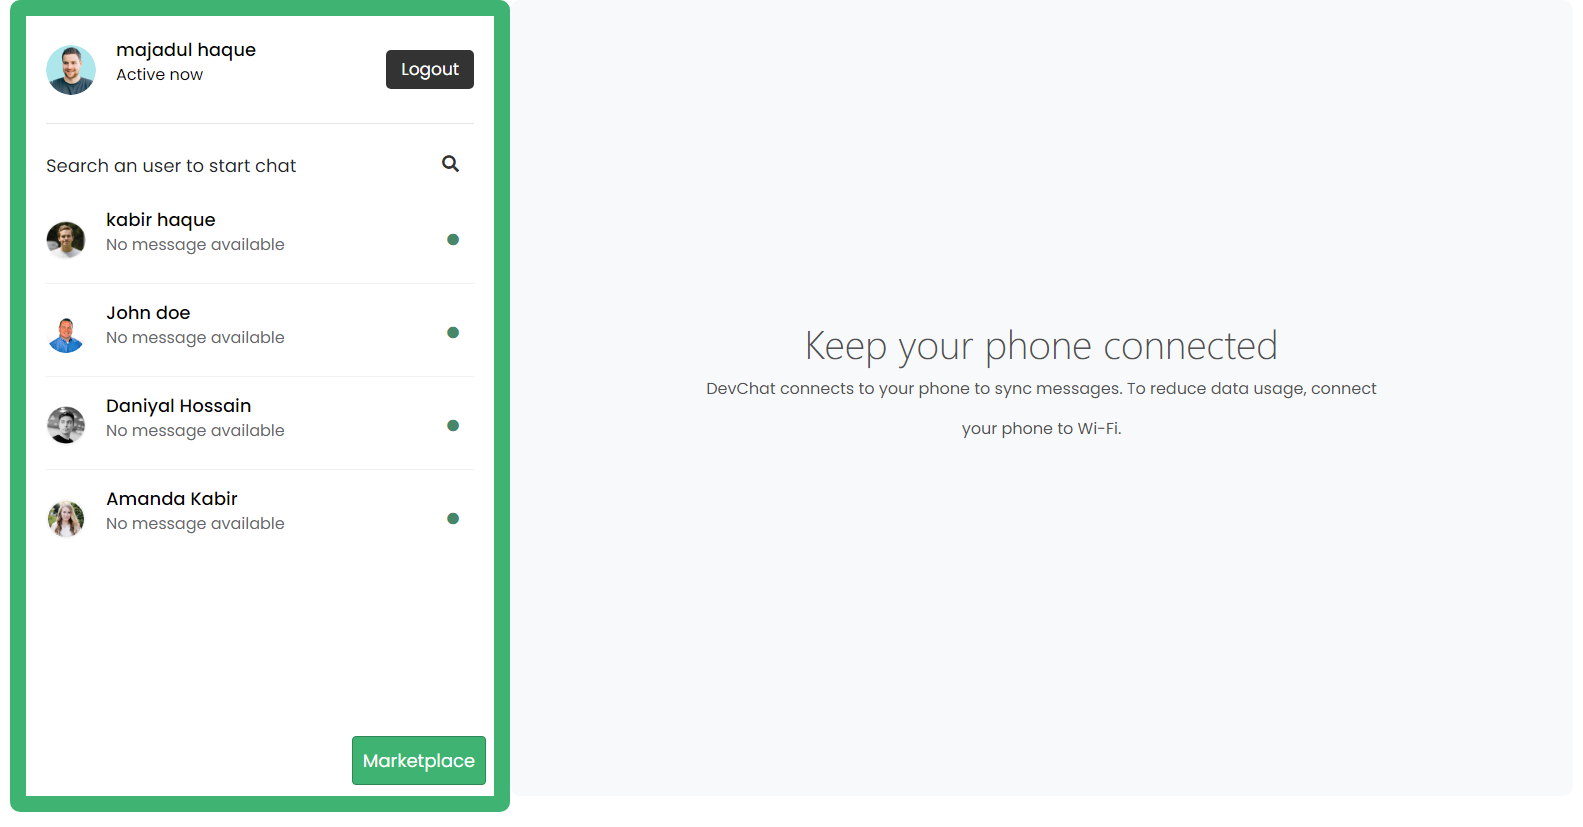 majadul haque
Active now
Logout
Search an user to start chat
kabir haque
No message available
John doe
No message available
Daniyal Hossain
No message available
Amanda Kabir
No message available
Marketplace
Keep your phone connected
DevChat connects to your phone to sync messages. To reduce data usage, connect
your phone to Wi-Fi.